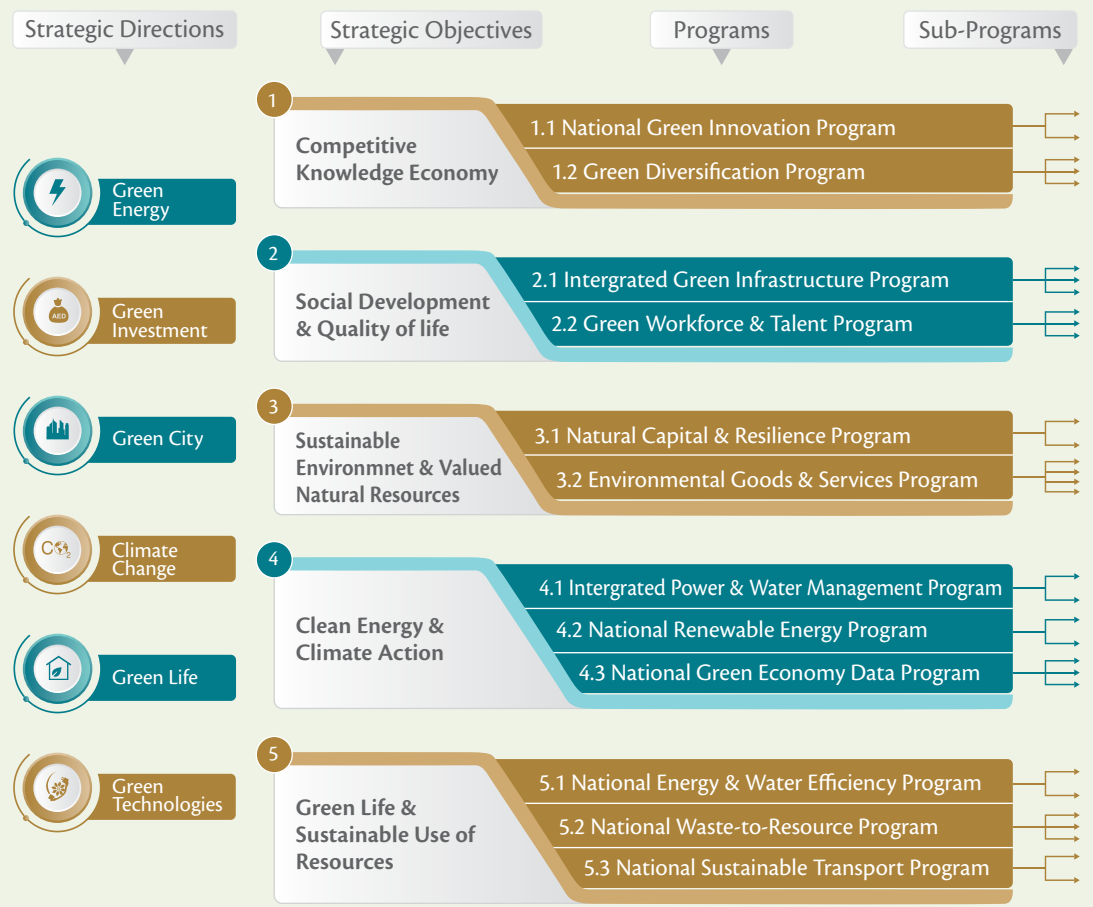 Strategic Directions
Strategic Objectives
Programs
Sub-Programs
Green
Energy
AED
Green
Investment
Green City
CO2
Climate
Change
Green Life
Green
Technologies
1
Competitive
Knowledge Economy
1.1 National Green Innovation Program
1.2 Green Diversification Program
2
Social Development
& Quality of life
2.1 Intergrated Green Infrastructure Program
2.2 Green Workforce & Talent Program
3
Sustainable
Environmnet & Valued
Natural Resources
3.1 Natural Capital & Resilience Program
3.2 Environmental Goods & Services Program
4
Clean Energy &
Climate Action
4.1 Intergrated Power & Water Management Program
4.2 National Renewable Energy Program
4.3 National Green Economy Data Program
5
Green Life &
Sustainable Use of
Resources
5.1 National Energy & Water Efficiency Program
5.2 National Waste-to-Resource Program
5.3 National Sustainable Transport Program